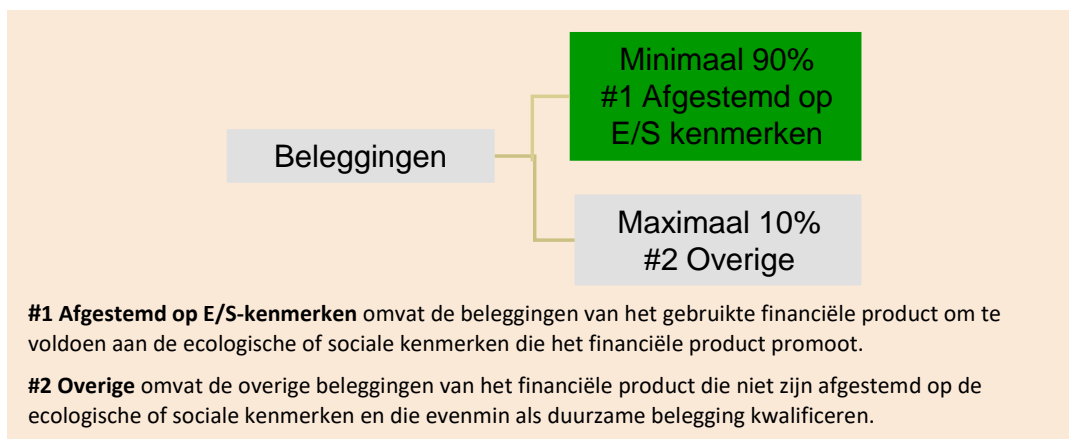 Minimaal 90%
#1 Afgestemd op
E/S kenmerken
Beleggingen
Maximaal 10%
#2 Overige
#1 Afgestemd op E/S-kenmerken omvat de beleggingen van het gebruikte financiële product om te
voldoen aan de ecologische of sociale kenmerken die het financiële product promoot.
#2 Overige omvat de overige beleggingen van het financiële product die niet zijn afgestemd op de
ecologische of sociale kenmerken en die evenmin als duurzame belegging kwalificeren.